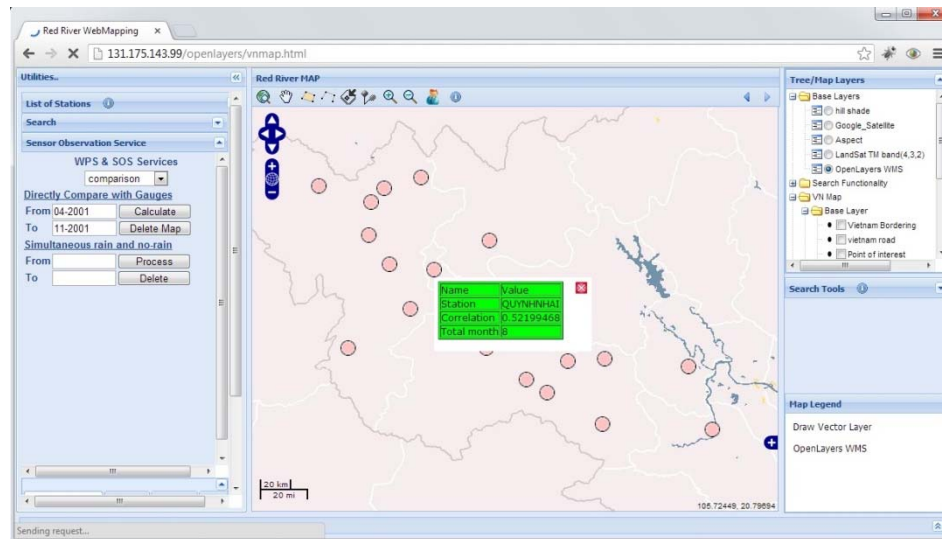 Red River WebMapping
131.175.143.99/openlayers/vnmap.html
Utilities..
List of Stations
Search
Sensor Observation Service
WPS & SOS Services
comparison
Directly Compare with Gauges
From 04-2001 Calculate
To 11-2001 Delete Map
Simultaneous rain and no-rain
From Process
To Delete
Sending request...
Red River MAP
Name Value
Station QUYNHNHAI
Correlation 0.52199468
Total month 8
20 km
20 mi
105.72449, 20.79694
Tree/Map Layers
Base Layers
hill shade
Google_Satellite
Aspect
LandSat TM band(4,3,2)
OpenLayers WMS
Search Functionality
VN Map
Base Layer
Vietnam Bordering
vietnam road
Point of interest
Search Tools
Map Legend
Draw Vector Layer
OpenLayers WMS